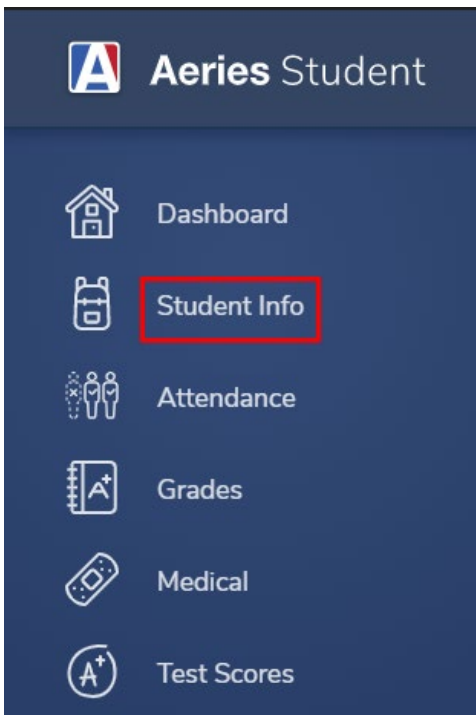 Aeries Student
Dashboard
Student Info
Attendance
Grades
Medical
Test Scores